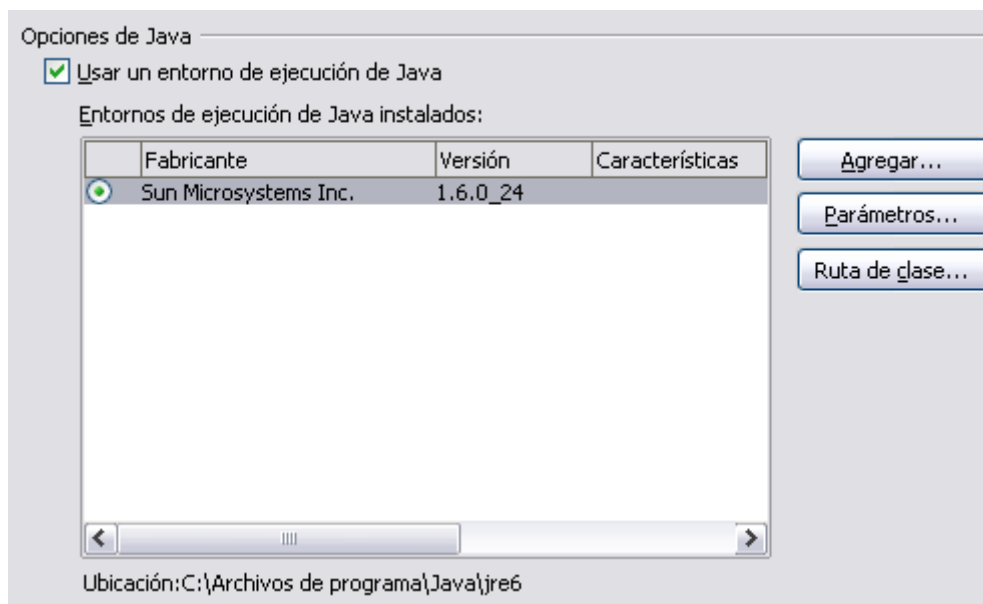 Opciones de Java
Usar un entorno de ejecución de Java
Entornos de ejecución de Java instalados:
Fabricante Versión Características
Sun Microsystems Inc. 1.6.0_24
Agregar...
Parámetros...
Ruta de clase...
Ubicación:C:\Archivos de programa\Java\jre6